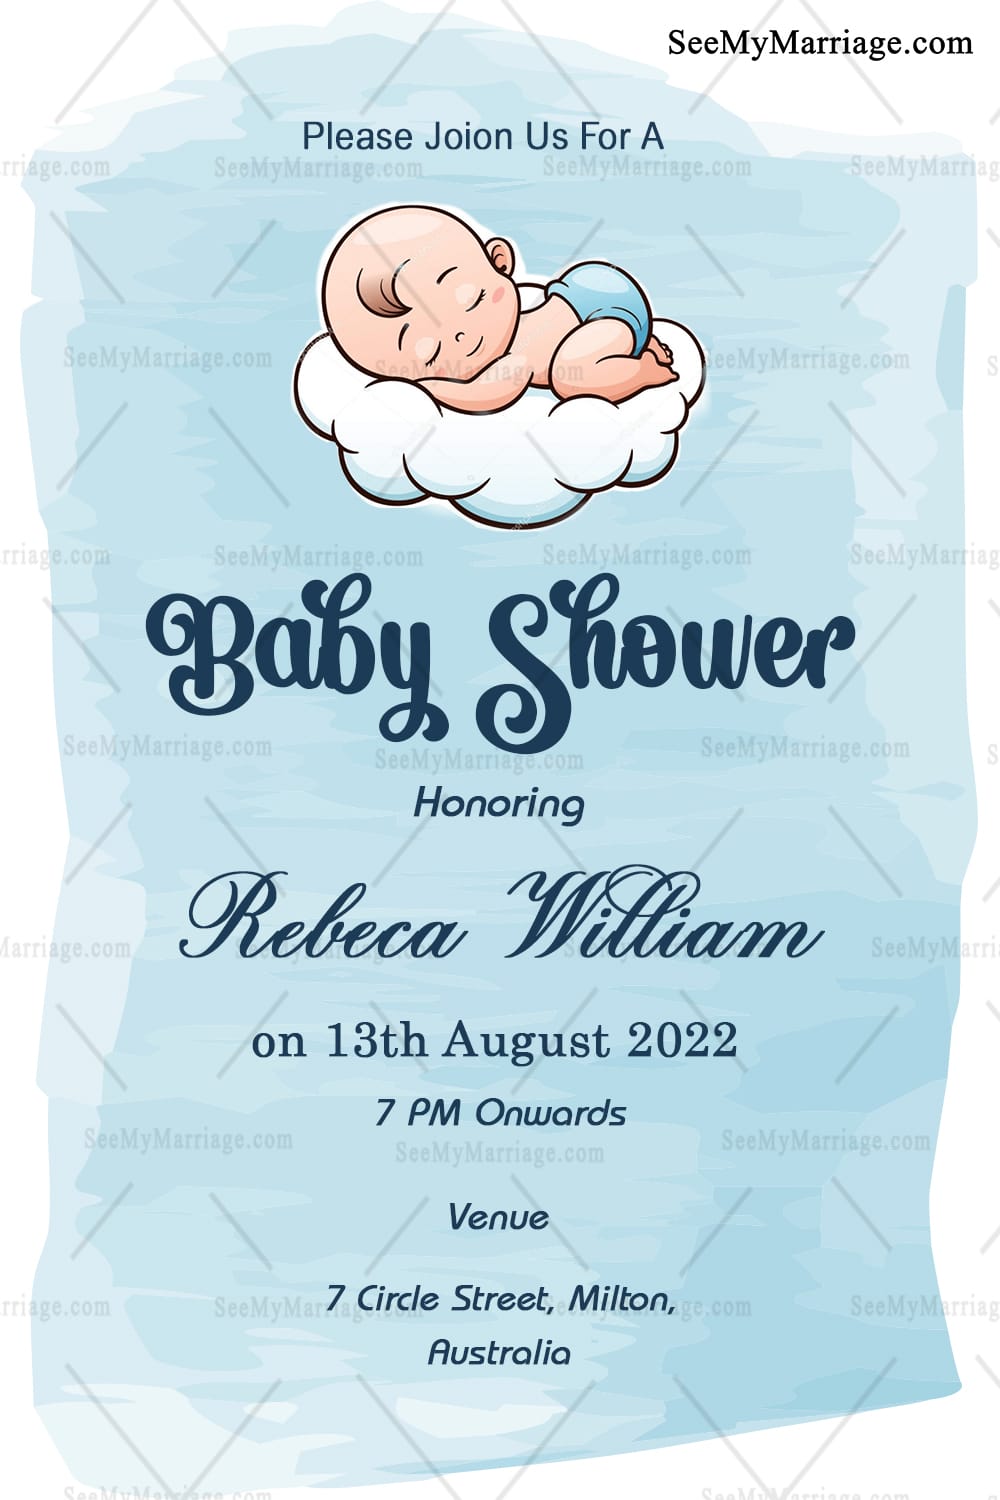 SeeMyMarriage.com
Please Joion Us For A
Baby Shower
Honoring
Rebeca William
on 13th August 2022
7 PM Onwards
Venue
7 Circle Street, Milton,
Australia